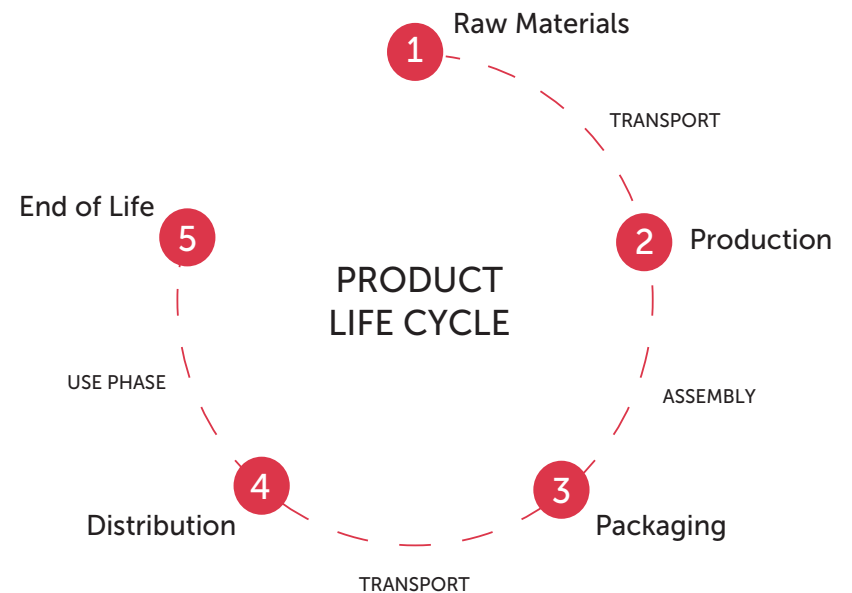 1
Raw Materials
TRANSPORT
2
Production
ASSEMBLY
3
Packaging
TRANSPORT
4
Distribution
USE PHASE
5
End of Life
PRODUCT
LIFE CYCLE